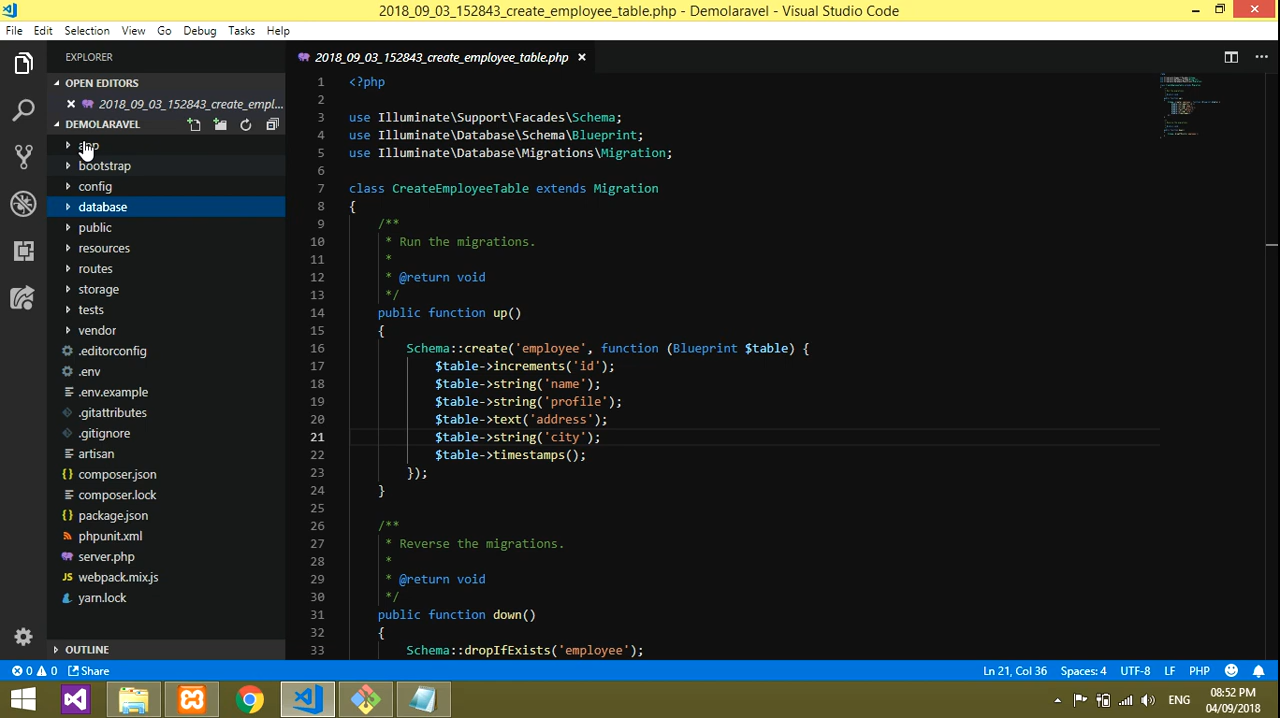 2018_09_03_152843_create_employee_table.php - Demolaravel - Visual Studio Code
File Edit Selection View Go Debug Tasks Help
EXPLORER
OPEN EDITORS
2018_09_03_152843_create_empl...
DEMOLARAVEL
app
bootstrap
config
database
public
resources
routes
storage
tests
vendor
.editorconfig
.env
.env.example
.gitattributes
.gitignore
artisan
{} composer.json
composer.lock
{} package.json
phpunit.xml
server.php
JS webpack.mix.js
yarn.lock
OUTLINE
2018_09_03_152843_create_employee_table.php
1 <?php
2
3 use Illuminate\Support\Facades\Schema;
4 use Illuminate\Database\Schema\Blueprint;
5 use Illuminate\Database\Migrations\Migration;
6
7 class CreateEmployeeTable extends Migration
8 {
9 /**
10 * Run the migrations.
11 *
12 * @return void
13 */
14 public function up()
15 {
16 Schema::create('employee', function (Blueprint $table) {
17 $table->increments('id');
18 $table->string('name');
19 $table->string('profile');
20 $table->text('address');
21 $table->string('city');
22 $table->timestamps();
23 });
24 }
25
26 /**
27 * Reverse the migrations.
28 *
29 * @return void
30 */
31 public function down()
32 {
33 Schema::dropIfExists('employee');
0 0 Share
Ln 21, Col 36 Spaces: 4 UTF-8 LF PHP
ENG
08:52 PM
04/09/2018